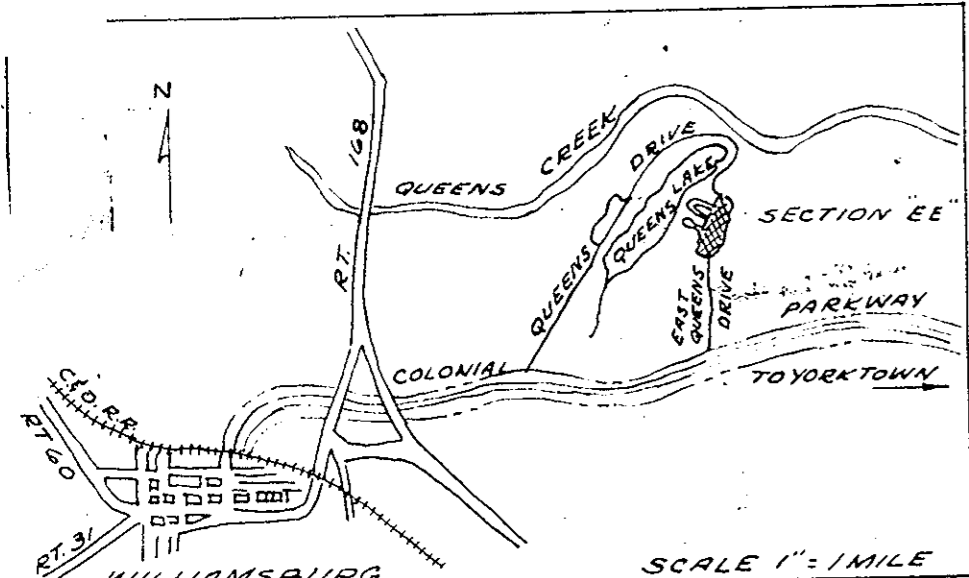 N
RT. 168
QUEENS CREEK
QUEENS DRIVE
QUEENS LAKE
SECTION "EE"
EAST QUEENS DRIVE
COLONIAL PARKWAY
TO YORKTOWN
C.& O. R.R.
RT 60
RT. 31
WILLIAMSBURG
SCALE 1" = 1 MILE